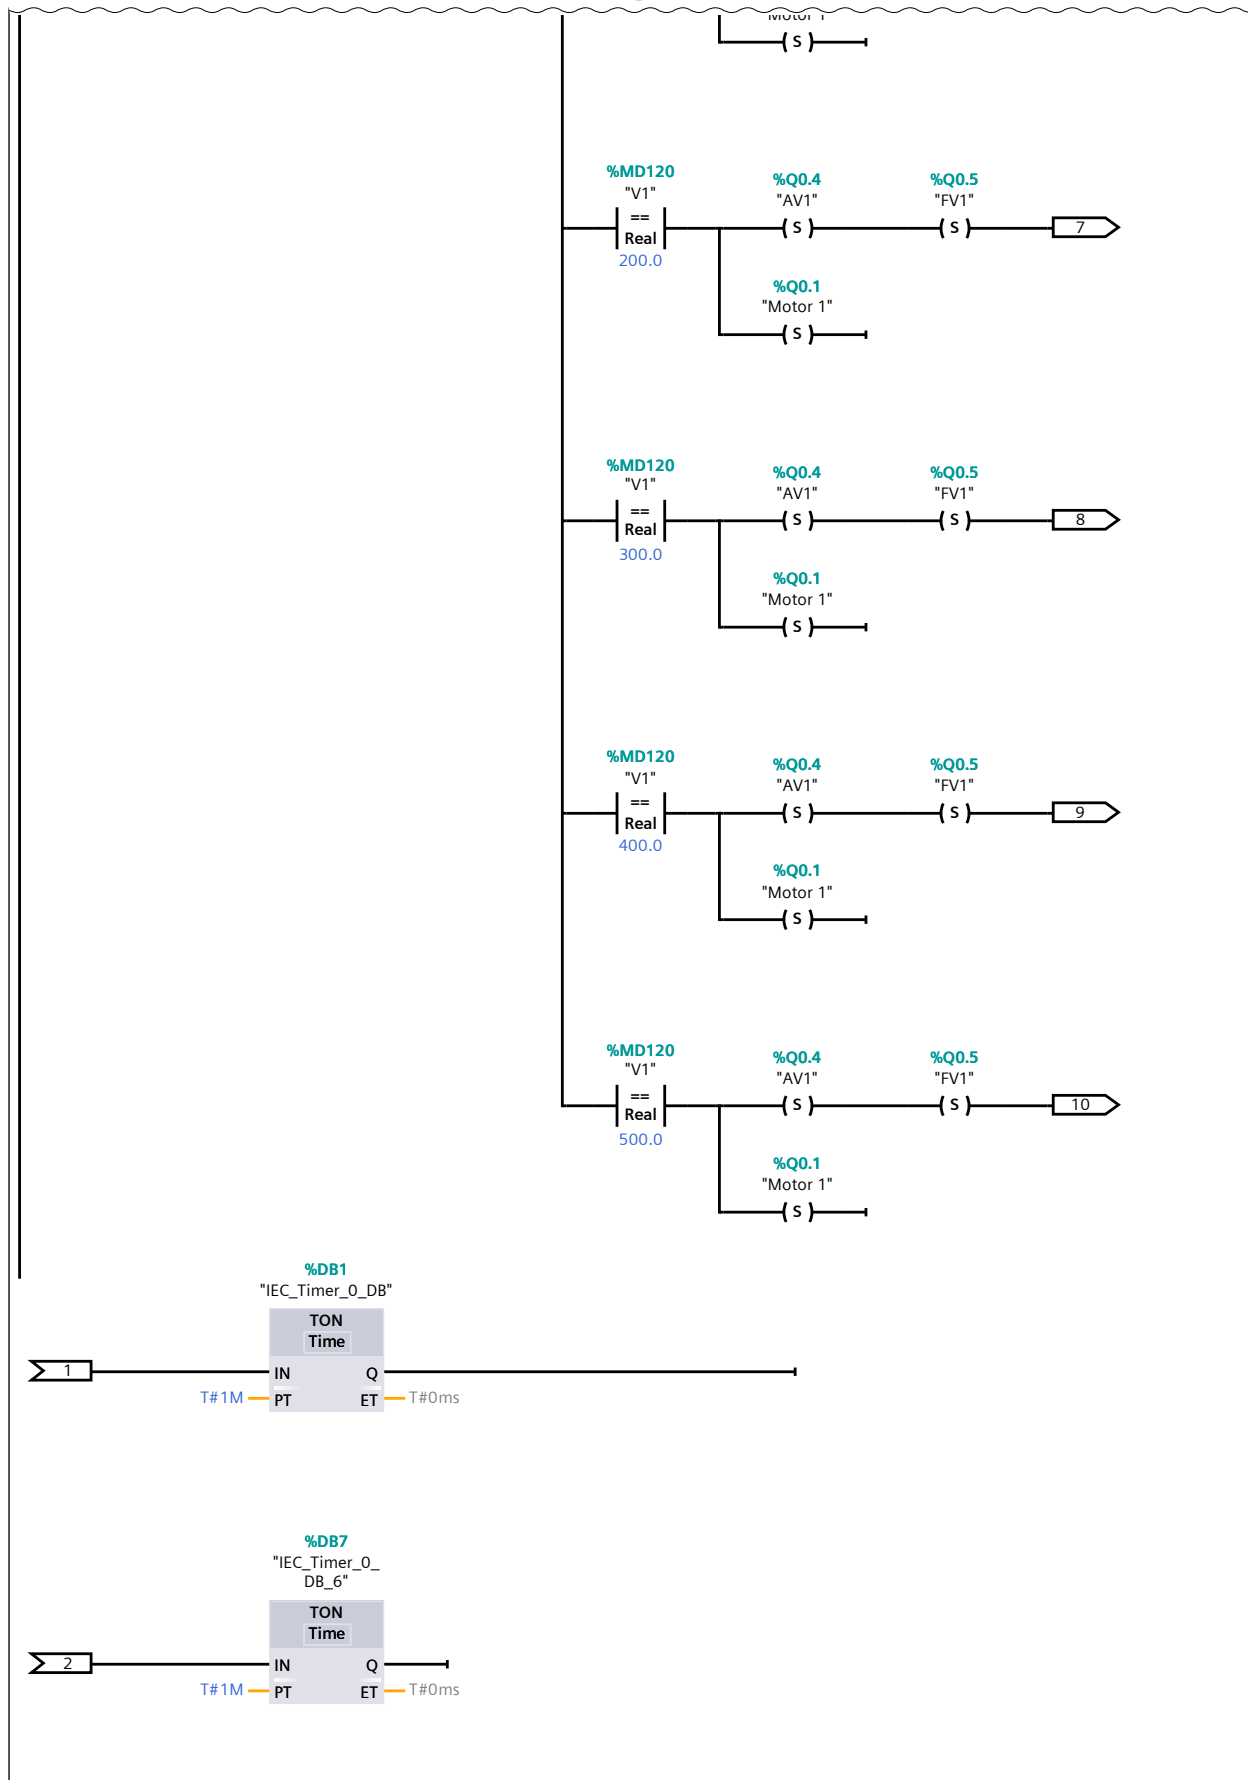 Motor 1
( S )
%MD120
"V1"
==
Real
200.0
%Q0.4
"AV1"
( S )
%Q0.5
"FV1"
( S )
7
%Q0.1
"Motor 1"
( S )
%MD120
"V1"
==
Real
300.0
%Q0.4
"AV1"
( S )
%Q0.5
"FV1"
( S )
8
%Q0.1
"Motor 1"
( S )
%MD120
"V1"
==
Real
400.0
%Q0.4
"AV1"
( S )
%Q0.5
"FV1"
( S )
9
%Q0.1
"Motor 1"
( S )
%MD120
"V1"
==
Real
500.0
%Q0.4
"AV1"
( S )
%Q0.5
"FV1"
( S )
10
%Q0.1
"Motor 1"
( S )
%DB1
"IEC_Timer_0_DB"
TON
Time
1
IN Q
T#1M PT ET T#0ms
%DB7
"IEC_Timer_0_
DB_6"
TON
Time
2
IN Q
T#1M PT ET T#0ms